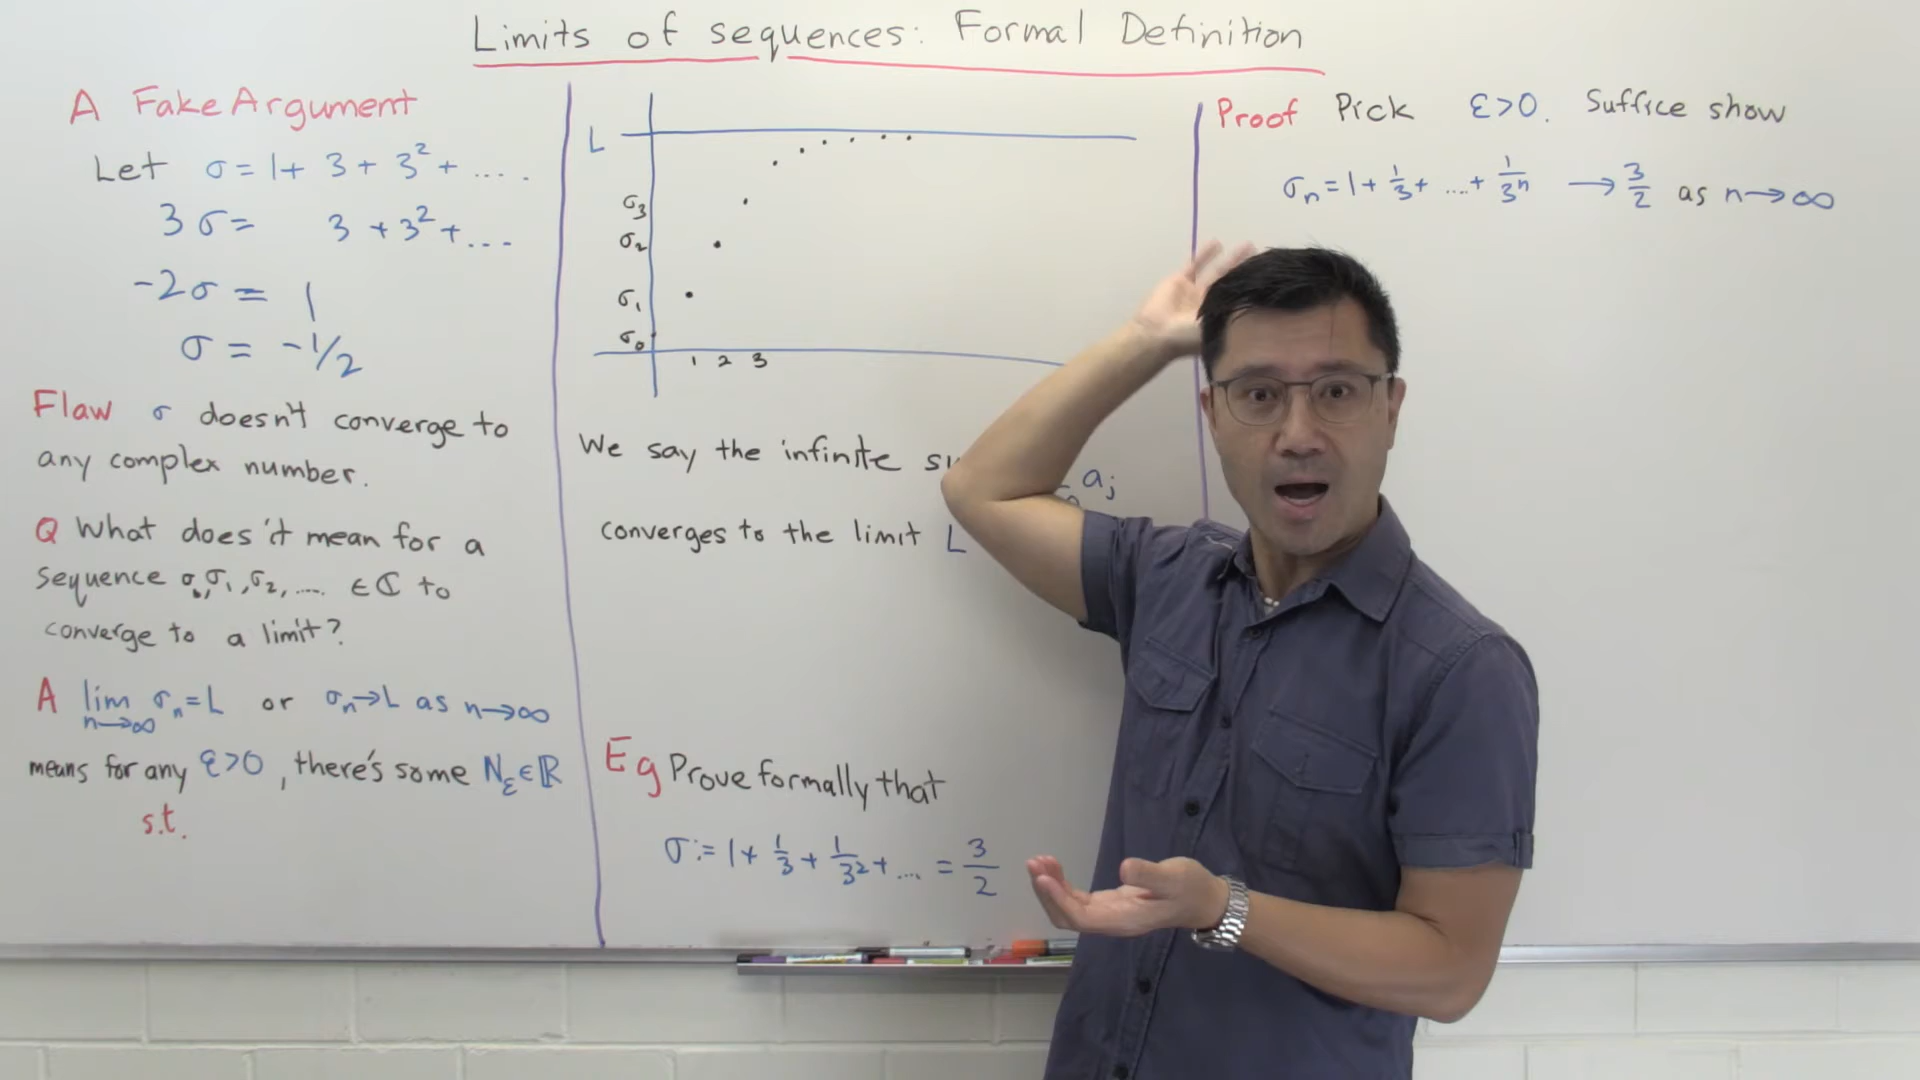 Limits of sequences: Formal Definition
A Fake Argument
Let σ = 1 + 3 + 3² + ....
3σ = 3 + 3² + ...
-2σ = 1
σ = -1/2
Flaw σ doesn't converge to
any complex number.
Q What does it mean for a
sequence σ₀, σ₁, σ₂, .... ∈ ℂ to
converge to a limit?
A lim σₙ = L or σₙ → L as n → ∞
n → ∞
means for any ε > 0, there's some N_ε ∈ ℝ
s.t.
L
σ₃
σ₂
σ₁
σ₀
1 2 3
We say the infinite
aⱼ
converges to the limit L
Eg Prove formally that
σ := 1 + 1/3 + 1/3² + ... = 3/2
Proof Pick ε > 0. Suffice show
σₙ = 1 + 1/3 + .... + 1/3ⁿ → 3/2 as n → ∞